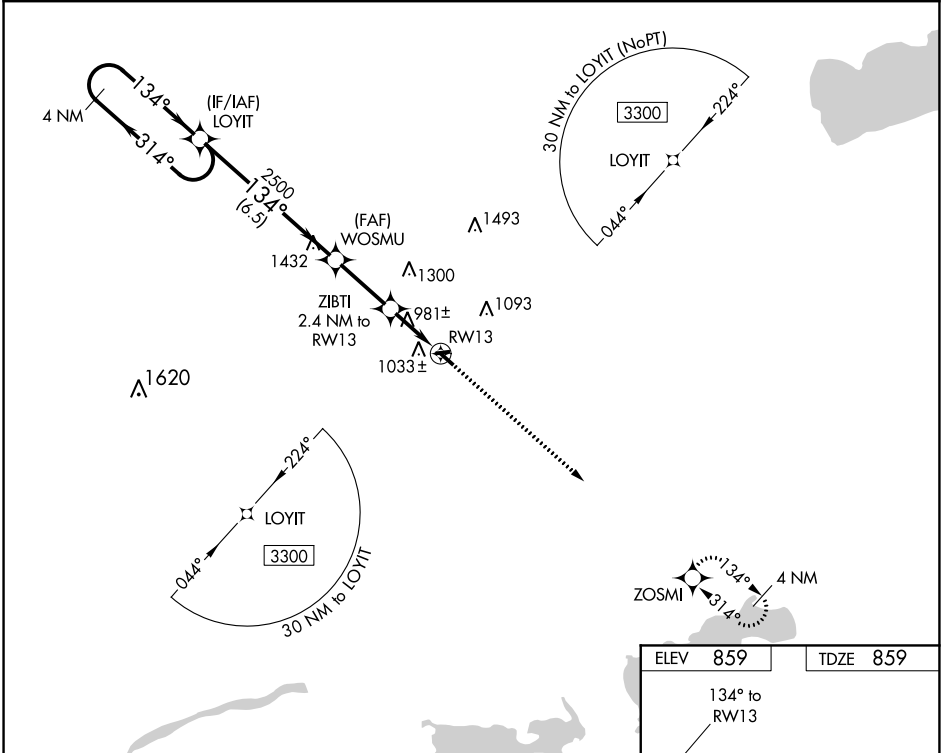 30 NM to LOYIT (NoPT)
3300
224°
LOYIT
044°
134°
4 NM
314°
(IF/IAF)
LOYIT
2500
134°
(6.5)
(FAF)
WOSMU
1432
1493
1300
ZIBTI
2.4 NM to
RW13
981±
1093
RW13
1033±
1620
224°
LOYIT
3300
044°
30 NM to LOYIT
ZOSMI
134°
4 NM
314°
ELEV 859
TDZE 859
134° to
RW13